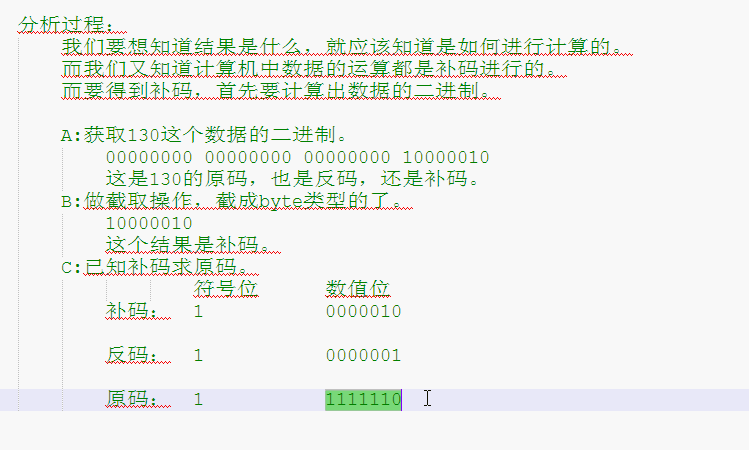 分析过程：
我们要想知道结果是什么，就应该知道是如何进行计算的。
而我们又知道计算机中数据的运算都是补码进行的。
而要得到补码，首先要计算出数据的二进制。
A:获取130这个数据的二进制。
00000000 00000000 00000000 10000010
这是130的原码，也是反码，还是补码。
B:做截取操作，截成byte类型的了。
10000010
这个结果是补码。
C:已知补码求原码。
符号位 数值位
补码： 1 0000010
反码： 1 0000001
原码： 1 1111110